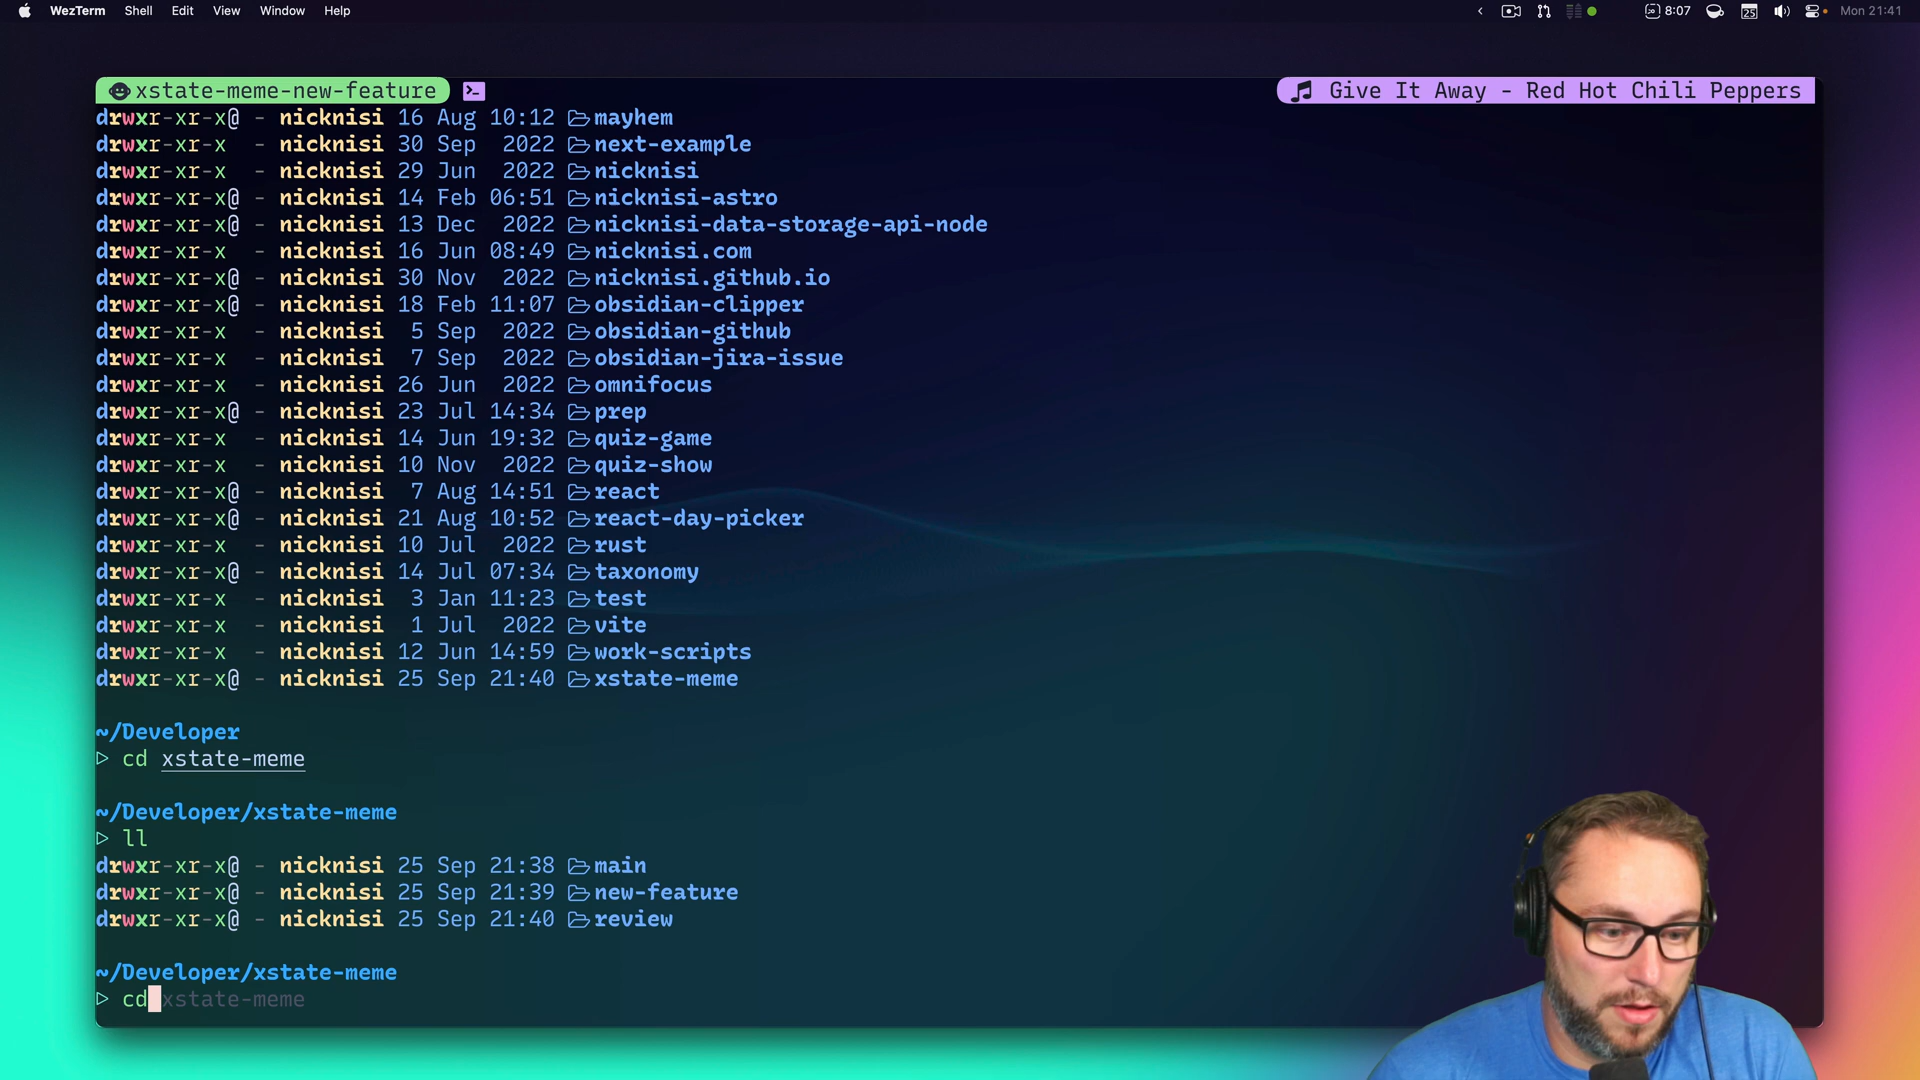 WezTerm Shell Edit View Window Help 8:07 25 Mon 21:41
xstate-meme-new-feature Give It Away - Red Hot Chili Peppers
drwxr-xr-x@ - nicknisi 16 Aug 10:12 mayhem
drwxr-xr-x - nicknisi 30 Sep 2022 next-example
drwxr-xr-x - nicknisi 29 Jun 2022 nicknisi
drwxr-xr-x@ - nicknisi 14 Feb 06:51 nicknisi-astro
drwxr-xr-x@ - nicknisi 13 Dec 2022 nicknisi-data-storage-api-node
drwxr-xr-x - nicknisi 16 Jun 08:49 nicknisi.com
drwxr-xr-x@ - nicknisi 30 Nov 2022 nicknisi.github.io
drwxr-xr-x@ - nicknisi 18 Feb 11:07 obsidian-clipper
drwxr-xr-x - nicknisi 5 Sep 2022 obsidian-github
drwxr-xr-x - nicknisi 7 Sep 2022 obsidian-jira-issue
drwxr-xr-x - nicknisi 26 Jun 2022 omnifocus
drwxr-xr-x@ - nicknisi 23 Jul 14:34 prep
drwxr-xr-x - nicknisi 14 Jun 19:32 quiz-game
drwxr-xr-x - nicknisi 10 Nov 2022 quiz-show
drwxr-xr-x@ - nicknisi 7 Aug 14:51 react
drwxr-xr-x@ - nicknisi 21 Aug 10:52 react-day-picker
drwxr-xr-x - nicknisi 10 Jul 2022 rust
drwxr-xr-x@ - nicknisi 14 Jul 07:34 taxonomy
drwxr-xr-x - nicknisi 3 Jan 11:23 test
drwxr-xr-x - nicknisi 1 Jul 2022 vite
drwxr-xr-x - nicknisi 12 Jun 14:59 work-scripts
drwxr-xr-x@ - nicknisi 25 Sep 21:40 xstate-meme
~/Developer
▷ cd xstate-meme
~/Developer/xstate-meme
▷ ll
drwxr-xr-x@ - nicknisi 25 Sep 21:38 main
drwxr-xr-x@ - nicknisi 25 Sep 21:39 new-feature
drwxr-xr-x@ - nicknisi 25 Sep 21:40 review
~/Developer/xstate-meme
▷ cd xstate-meme